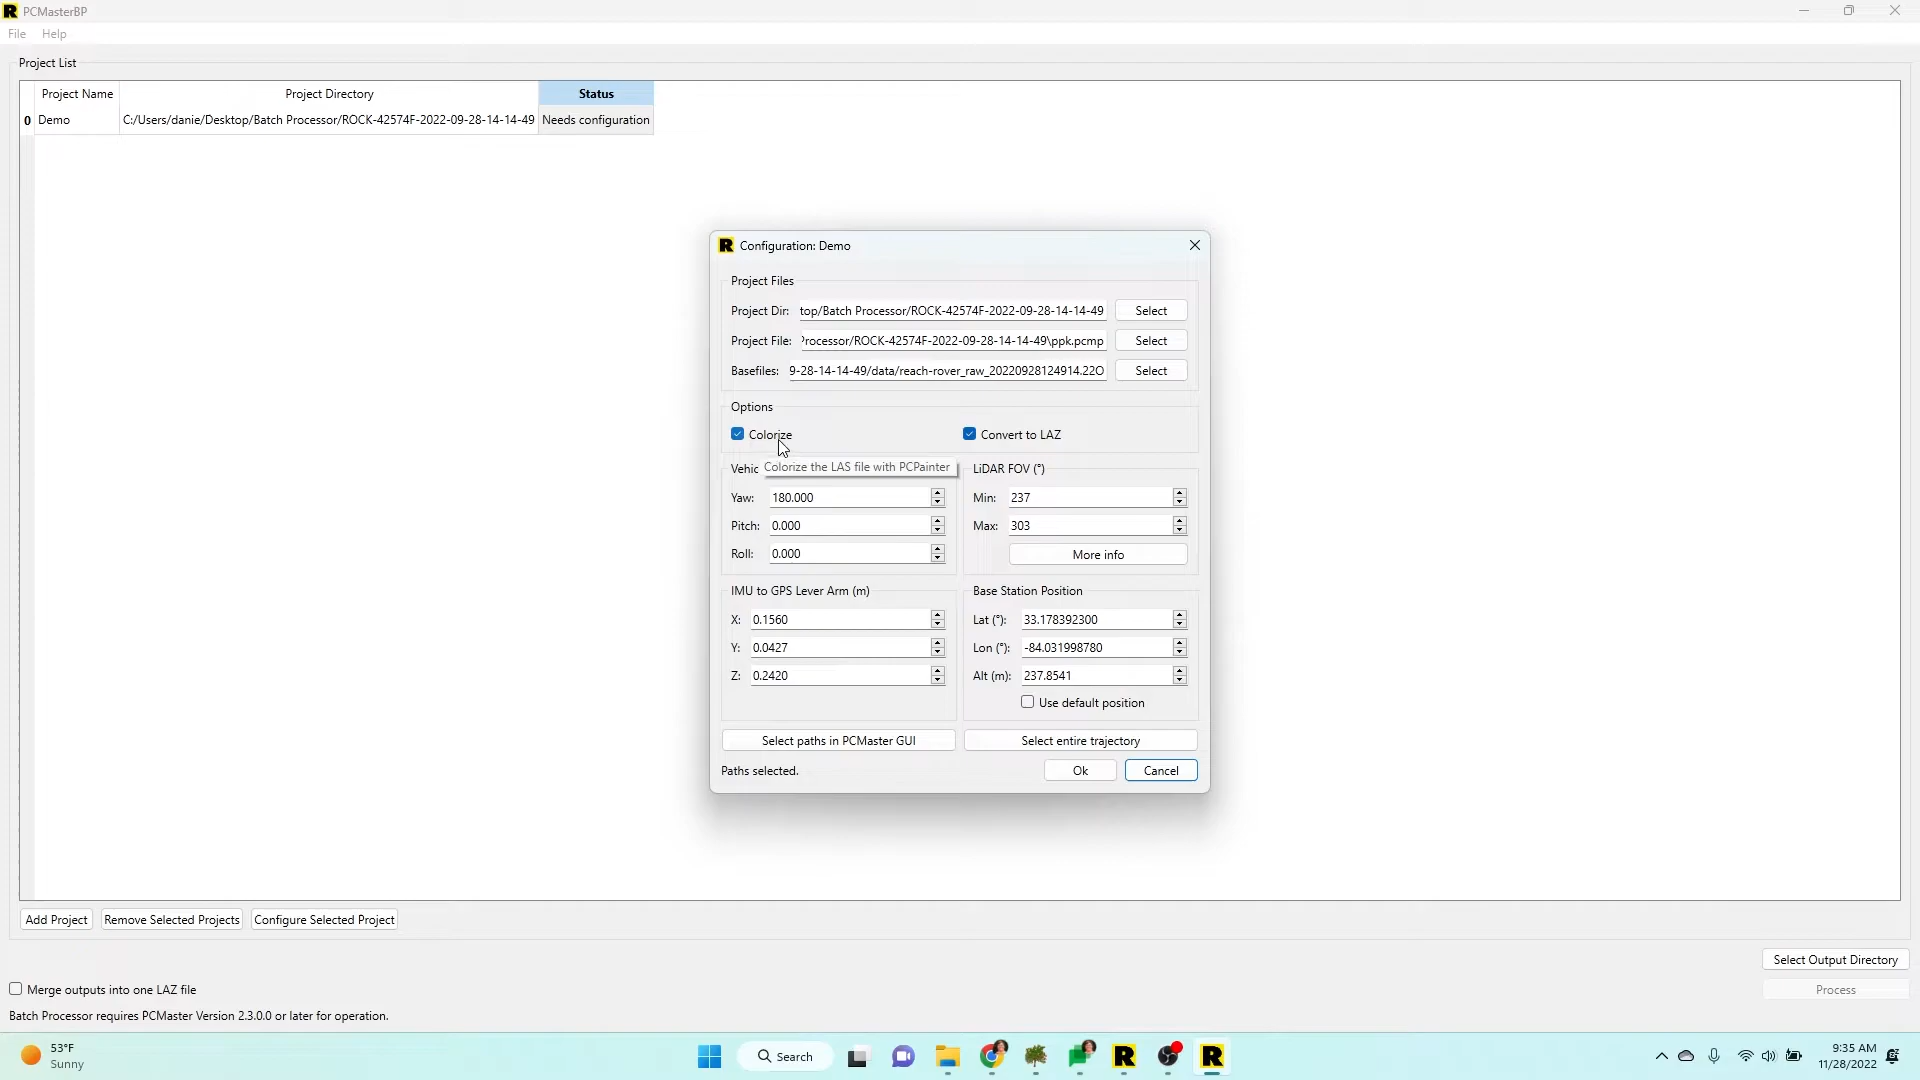 PCMasterBP
File Help
Project List
Project Name Project Directory Status
0 Demo C:/Users/danie/Desktop/Batch Processor/ROCK-42574F-2022-09-28-14-14-49 Needs configuration
R Configuration: Demo
Project Files
Project Dir: top/Batch Processor/ROCK-42574F-2022-09-28-14-14-49 Select
Project File: Processor/ROCK-42574F-2022-09-28-14-14-49\ppk.pcmp Select
Basefiles: 9-28-14-14-49/data/reach-rover_raw_20220928124914.22O Select
Options
Colorize Convert to LAZ
Vehic Colorize the LAS file with PCPainter LiDAR FOV (°)
Yaw: 180.000 Min: 237
Pitch: 0.000 Max: 303
Roll: 0.000 More info
IMU to GPS Lever Arm (m) Base Station Position
X: 0.1560 Lat (°): 33.178392300
Y: 0.0427 Lon (°): -84.031998780
Z: 0.2420 Alt (m): 237.8541
Use default position
Select paths in PCMaster GUI Select entire trajectory
Paths selected. Ok Cancel
Add Project Remove Selected Projects Configure Selected Project
Select Output Directory
Merge outputs into one LAZ file Process
Batch Processor requires PCMaster Version 2.3.0.0 or later for operation.
53°F
Sunny
Search
R R
9:35 AM
11/28/2022